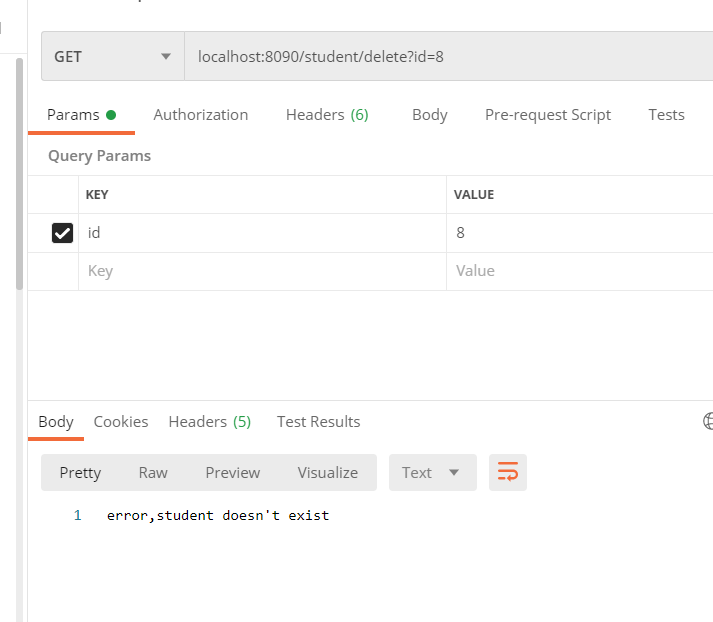 GET localhost:8090/student/delete?id=8
Params Authorization Headers (6) Body Pre-request Script Tests
Query Params
KEY VALUE
id 8
Key Value
Body Cookies Headers (5) Test Results
Pretty Raw Preview Visualize Text
1 error,student doesn't exist